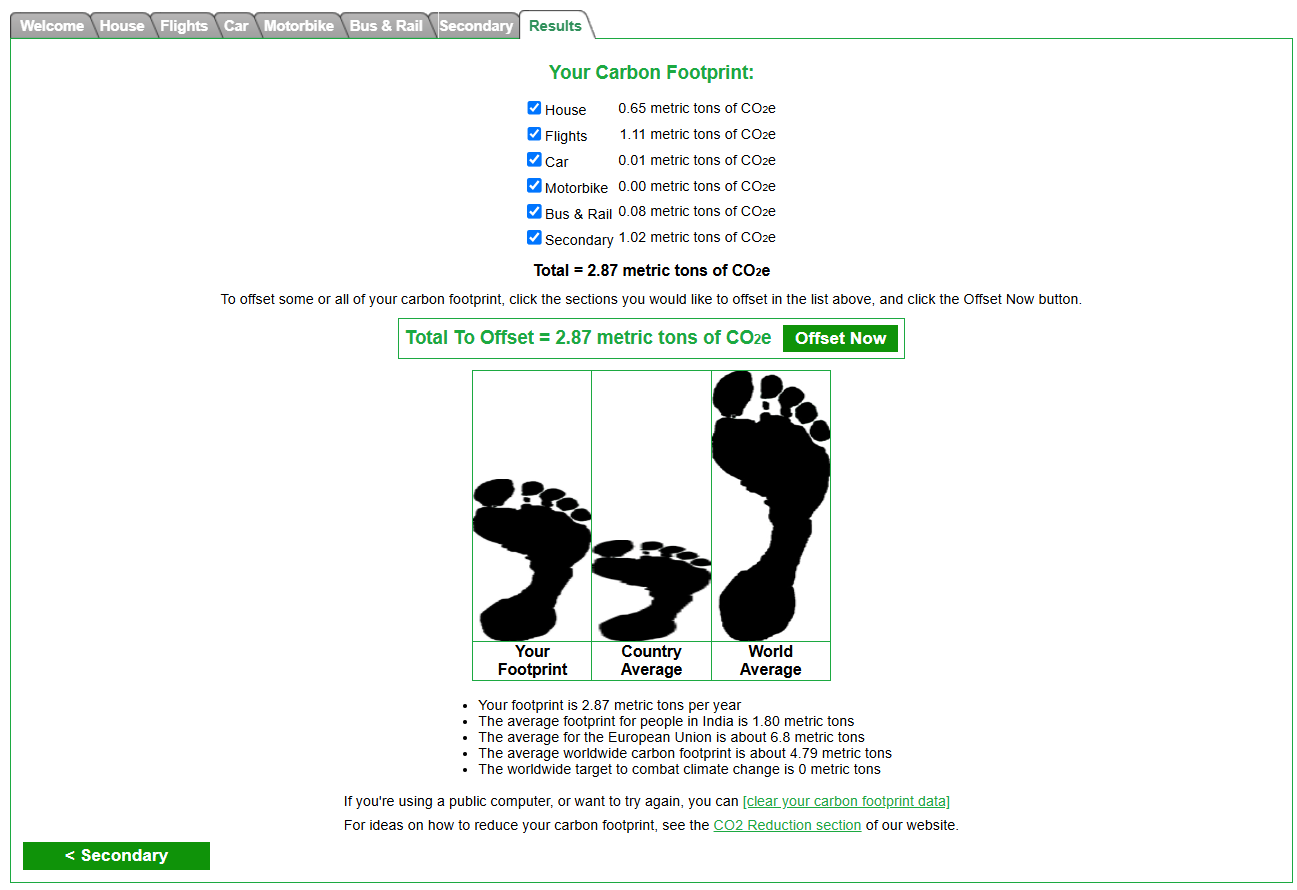 Welcome House Flights Car Motorbike Bus & Rail Secondary Results
Your Carbon Footprint:
House 0.65 metric tons of CO2e
Flights 1.11 metric tons of CO2e
Car 0.01 metric tons of CO2e
Motorbike 0.00 metric tons of CO2e
Bus & Rail 0.08 metric tons of CO2e
Secondary 1.02 metric tons of CO2e
Total = 2.87 metric tons of CO2e
To offset some or all of your carbon footprint, click the sections you would like to offset in the list above, and click the Offset Now button.
Total To Offset = 2.87 metric tons of CO2e Offset Now
Your Footprint
Country Average
World Average
Your footprint is 2.87 metric tons per year
The average footprint for people in India is 1.80 metric tons
The average for the European Union is about 6.8 metric tons
The average worldwide carbon footprint is about 4.79 metric tons
The worldwide target to combat climate change is 0 metric tons
If you're using a public computer, or want to try again, you can [clear your carbon footprint data]
For ideas on how to reduce your carbon footprint, see the CO2 Reduction section of our website.
< Secondary